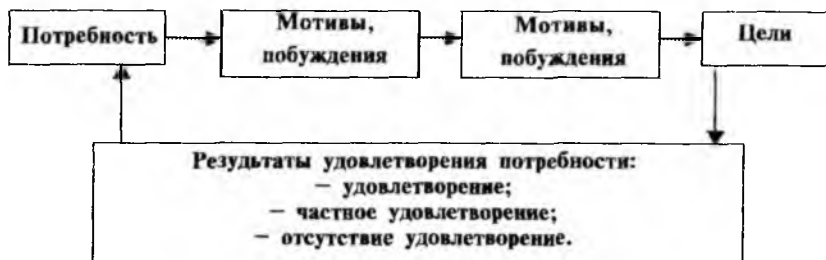 Потребность
Мотивы,
побуждения
Мотивы,
побуждения
Цели
Результаты удовлетворения потребности:
— удовлетворение;
— частное удовлетворение;
— отсутствие удовлетворение.